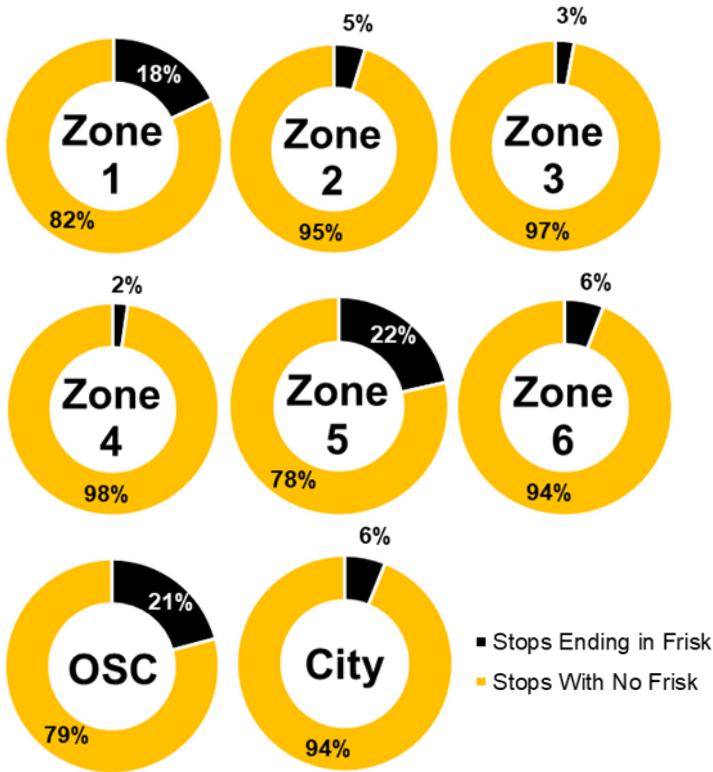 5%
3%
18%
Zone
1
82%
Zone
2
95%
Zone
3
97%
2%
6%
22%
Zone
4
98%
Zone
5
78%
Zone
6
94%
6%
21%
OSC
79%
City
94%
Stops Ending in Frisk
Stops With No Frisk